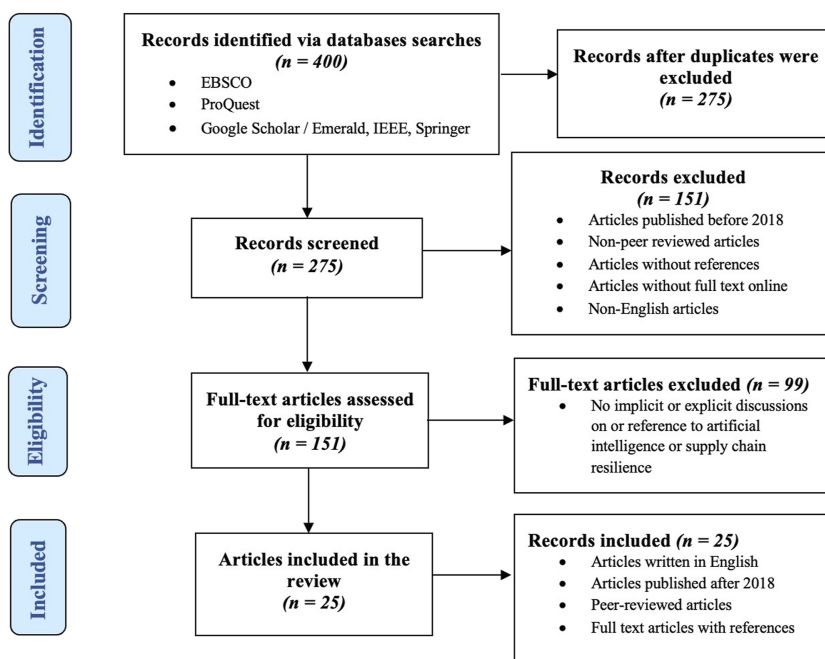 Identification
Records identified via databases searches
(n = 400)
• EBSCO
• ProQuest
• Google Scholar / Emerald, IEEE, Springer
Records after duplicates were
excluded
(n = 275)
Screening
Records screened
(n = 275)
Records excluded
(n = 151)
• Articles published before 2018
• Non-peer reviewed articles
• Articles without references
• Articles without full text online
• Non-English articles
Eligibility
Full-text articles assessed
for eligibility
(n = 151)
Full-text articles excluded (n = 99)
• No implicit or explicit discussions
on or reference to artificial
intelligence or supply chain
resilience
Included
Articles included in the
review
(n = 25)
Records included (n = 25)
• Articles written in English
• Articles published after 2018
• Peer-reviewed articles
• Full text articles with references